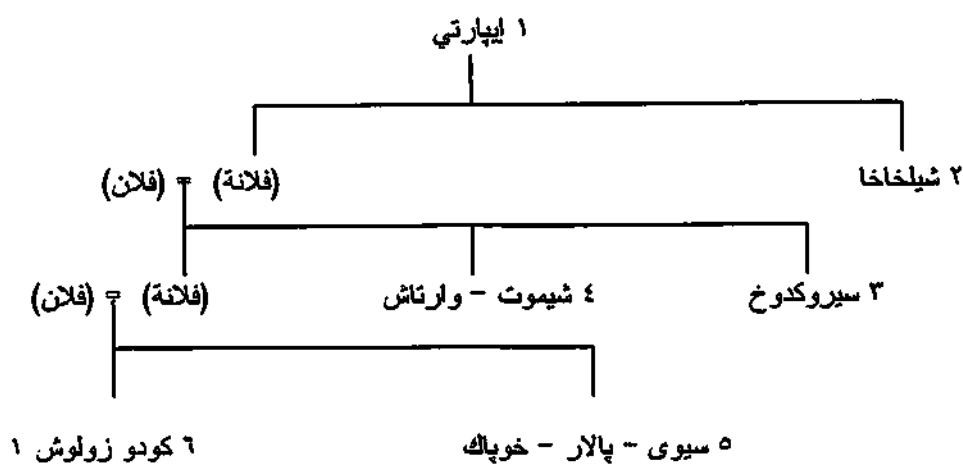 ١ ايپارتي
٢ شيلخاخا (فلانة) = (فلان)
٣ سيروكدوخ ٤ شيموت - وارتاش (فلانة) = (فلان)
٥ سيوى - پالار - خوپاك ٦ كودو زولوش ١